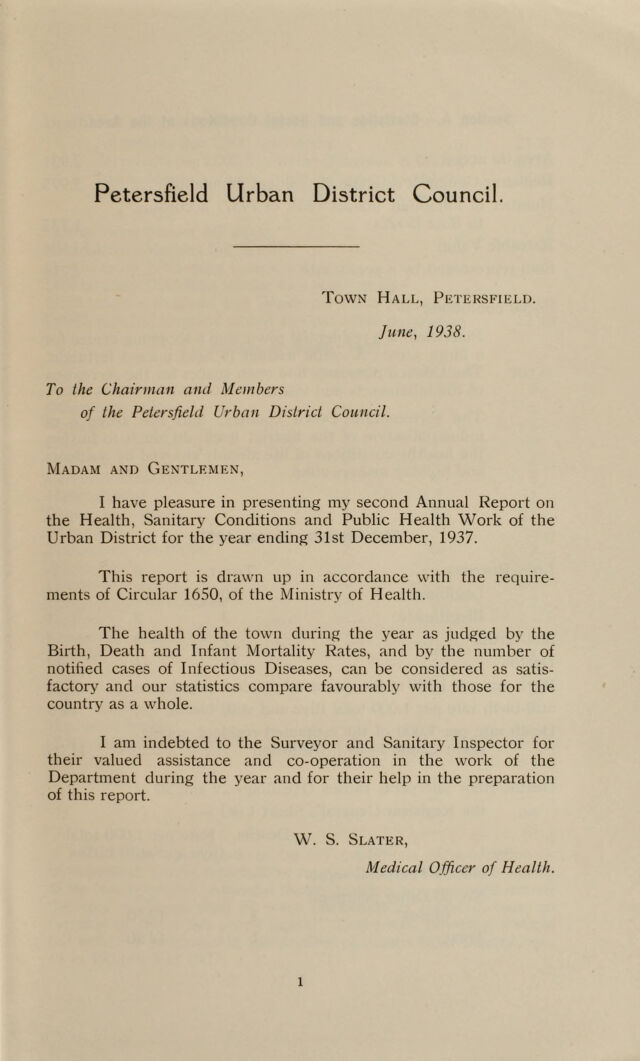 Petersfield Urban District Council.
Town Hall, Petersfield.
June, 1938.
To the Chairman and Members
of the Petersfield Urban District Council.
Madam and Gentlemen,
I have pleasure in presenting my second Annual Report on
the Health, Sanitary Conditions and Public Health Work of the
Urban District for the year ending 31st December, 1937.
This report is drawn up in accordance with the require-
ments of Circular 1650, of the Ministry of Health.
The health of the town during the year as judged by the
Birth, Death and Infant Mortality Rates, and by the number of
notified cases of Infectious Diseases, can be considered as satis-
factory and our statistics compare favourably with those for the
country as a whole.
I am indebted to the Surveyor and Sanitary Inspector for
their valued assistance and co-operation in the work of the
Department during the year and for their help in the preparation
of this report.
W. S. Slater,
Medical Officer of Health.
1